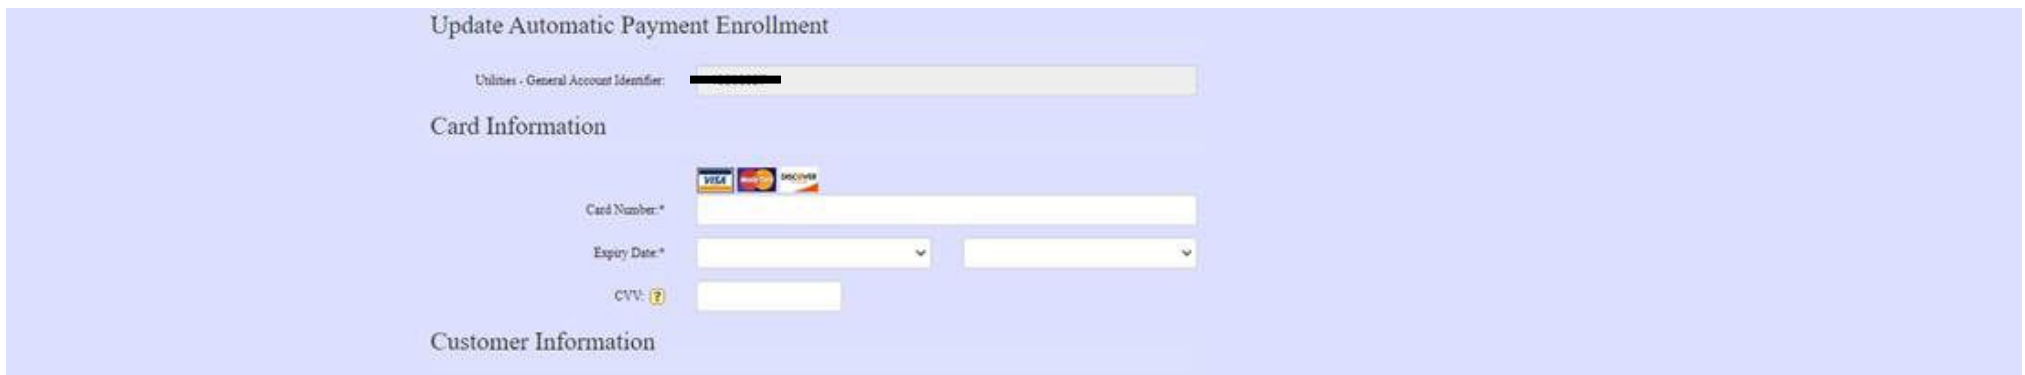 Update Automatic Payment Enrollment
Utilities - General Account Identifier:
Card Information
VISA MasterCard DISCOVER
Card Number:*
Expiry Date:*
CVV: ?
Customer Information